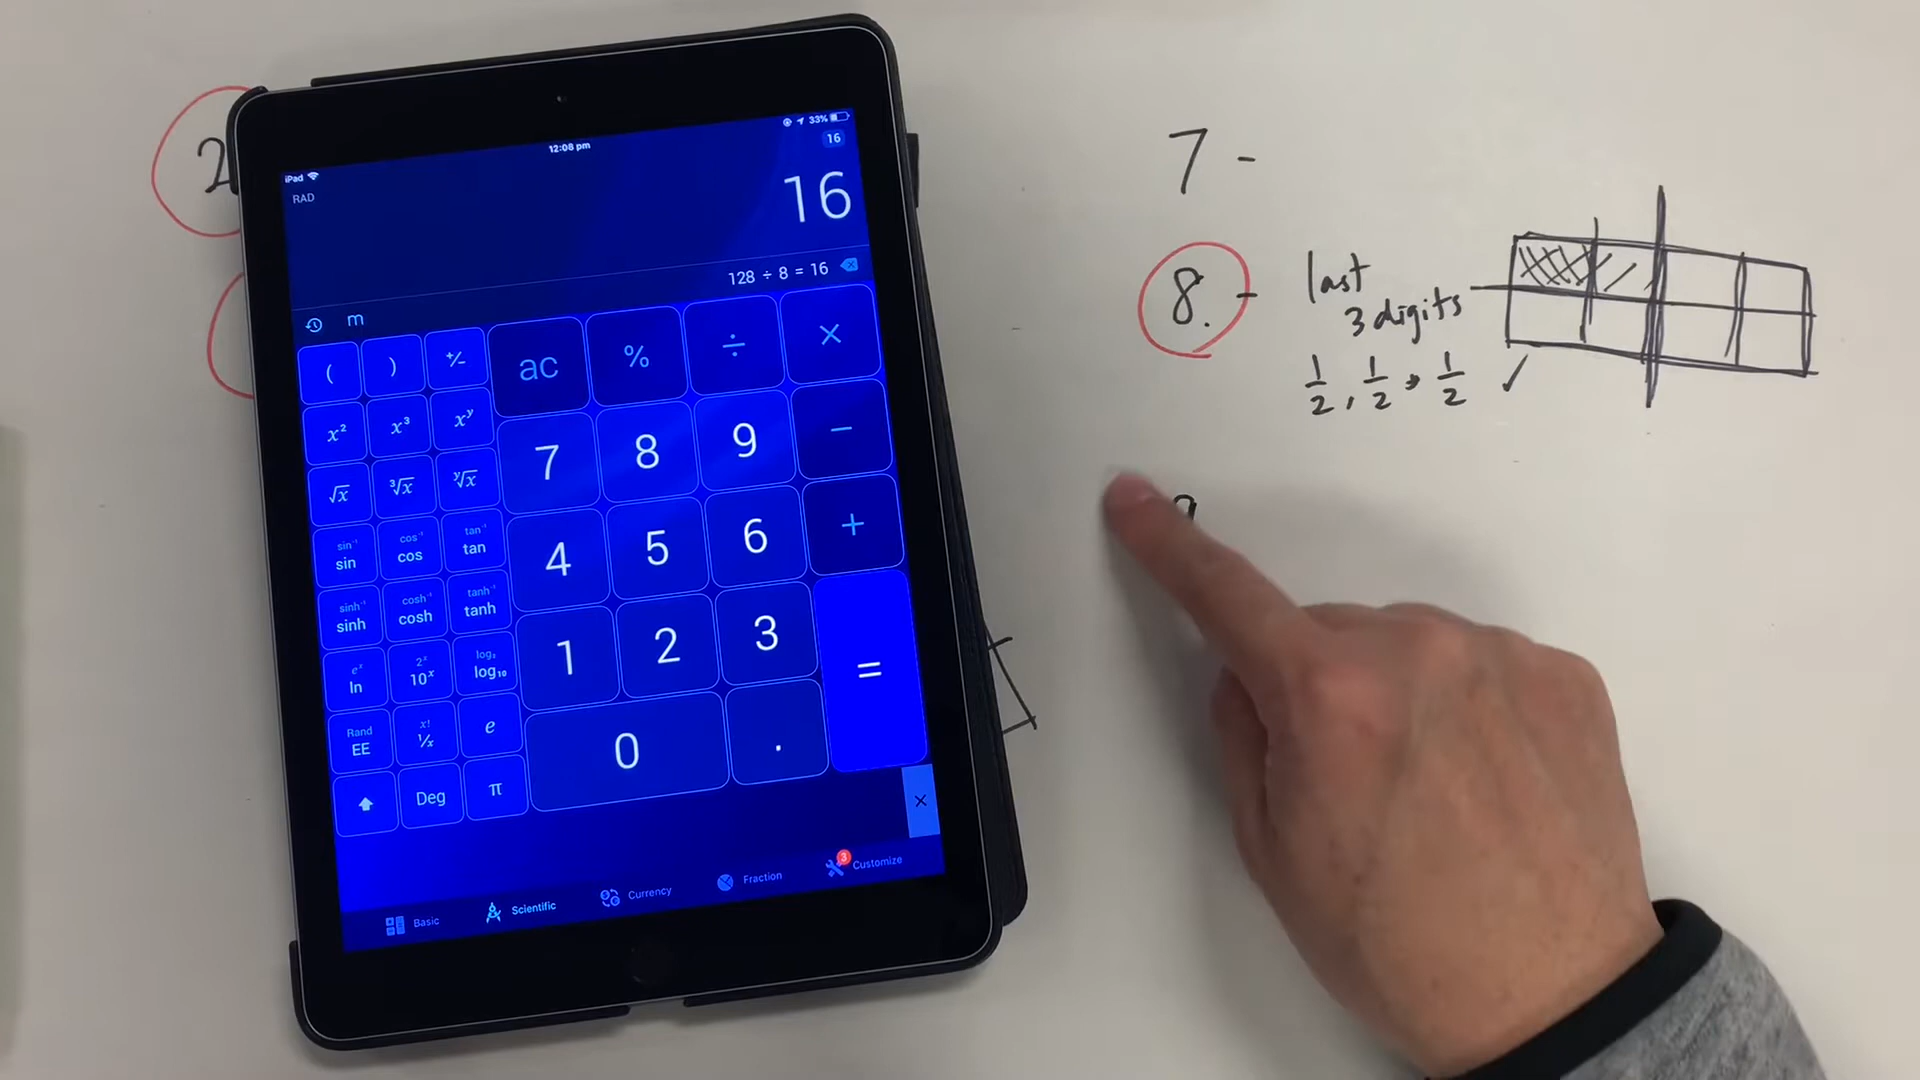 2
iPad
12:08 pm
33%
RAD
16
16
128 ÷ 8 = 16
m
( ) +/- ac % ÷ ×
x² x³ xʸ 7 8 9 −
√x ³√x ʸ√x 4 5 6 +
sin⁻¹ cos⁻¹ tan⁻¹
sin cos tan
sinh⁻¹ cosh⁻¹ tanh⁻¹
sinh cosh tanh 1 2 3 =
eˣ 2ˣ log₂
ln 10ˣ log₁₀
Rand x!
EE 1/x e 0 .
Deg π
×
Basic Scientific Currency Fraction 3 Customize
7 -
8. - last
3 digits
1/2, 1/2, 1/2 ✓